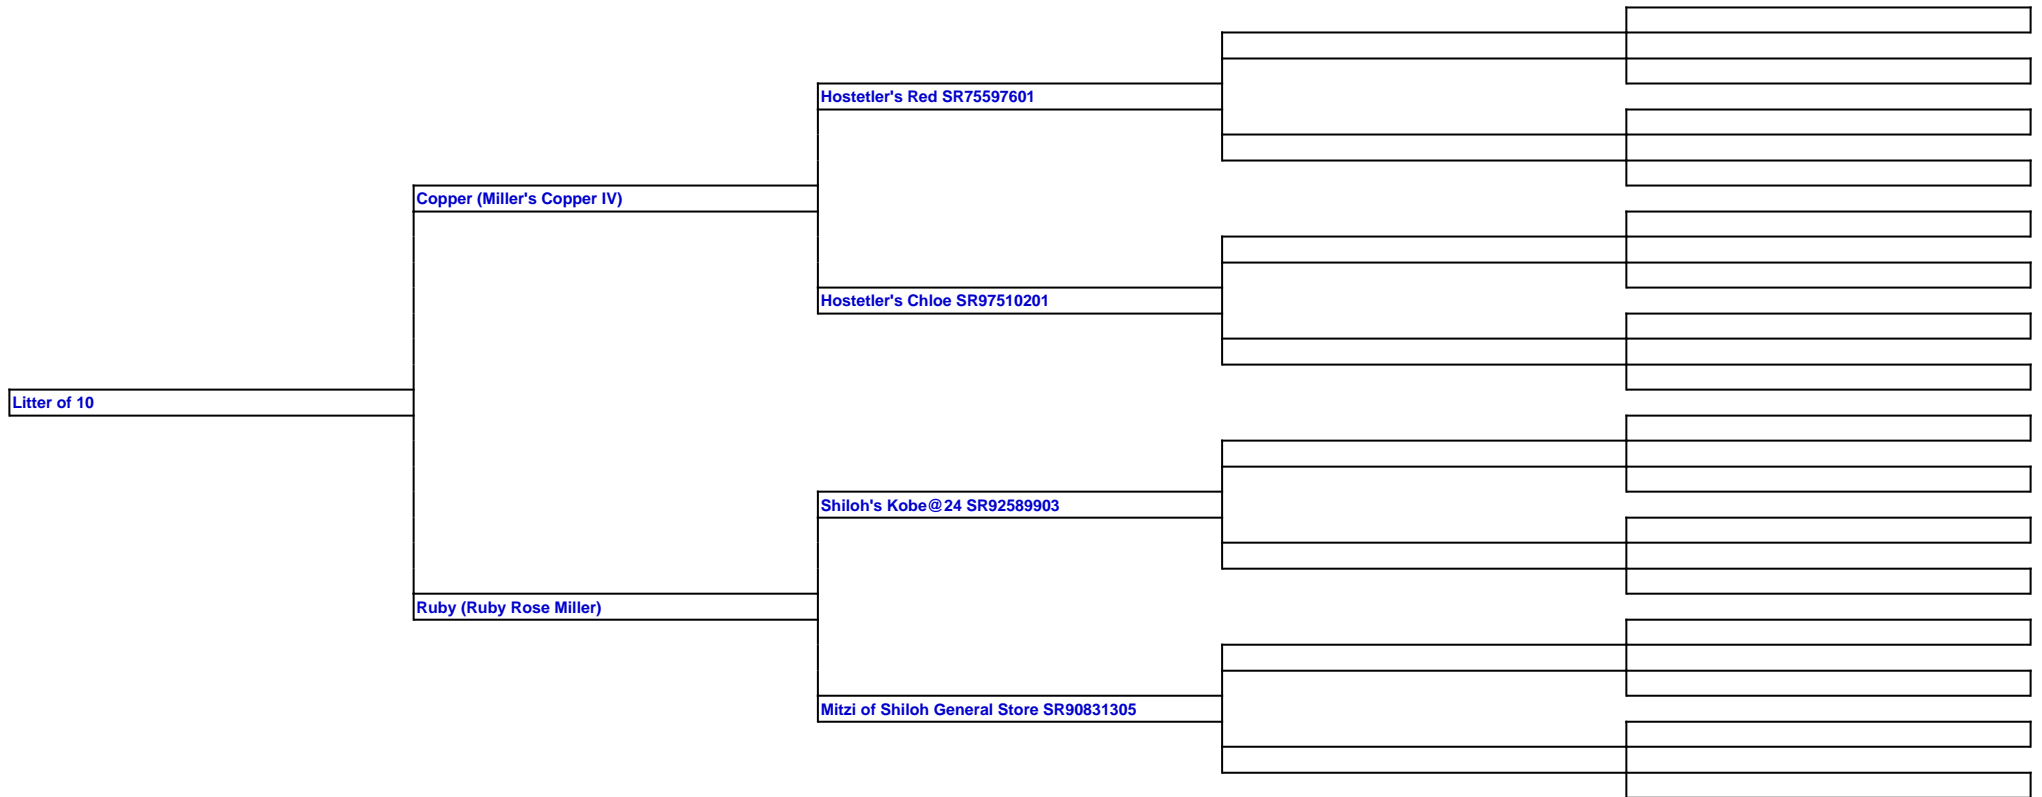 Hostetler's Red SR75597601
Copper (Miller's Copper IV)
Hostetler's Chloe SR97510201
Litter of 10
Shiloh's Kobe@24 SR92589903
Ruby (Ruby Rose Miller)
Mitzi of Shiloh General Store SR90831305